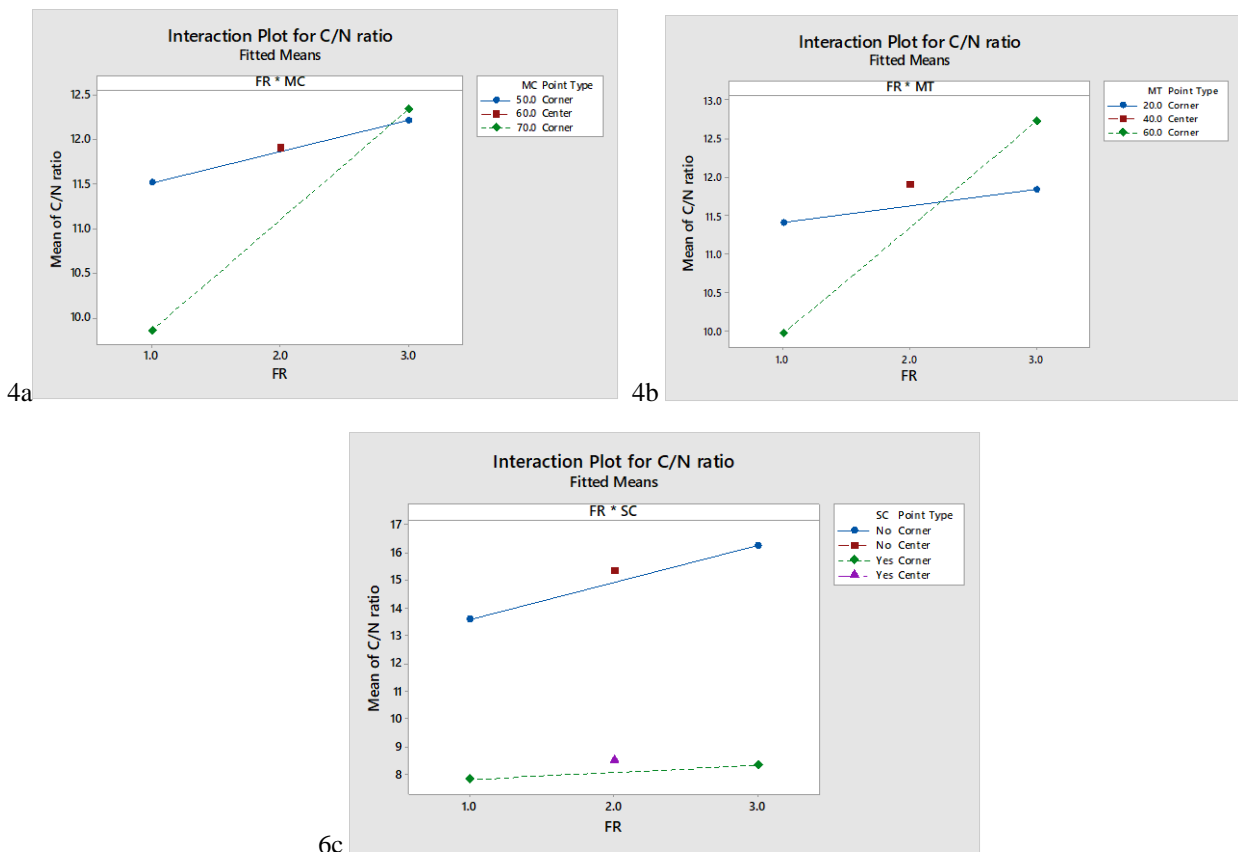 Interaction Plot for C/N ratio
Fitted Means
FR * MC
MC Point Type
50.0 Corner
60.0 Center
70.0 Corner
12.5
12.0
11.5
11.0
10.5
10.0
Mean of C/N ratio
1.0 2.0 3.0
FR
4a
Interaction Plot for C/N ratio
Fitted Means
FR * MT
MT Point Type
20.0 Corner
40.0 Center
60.0 Corner
13.0
12.5
12.0
11.5
11.0
10.5
10.0
Mean of C/N ratio
1.0 2.0 3.0
FR
4b
Interaction Plot for C/N ratio
Fitted Means
FR * SC
SC Point Type
No Corner
No Center
Yes Corner
Yes Center
17
16
15
14
13
12
11
10
9
8
Mean of C/N ratio
1.0 2.0 3.0
FR
6c